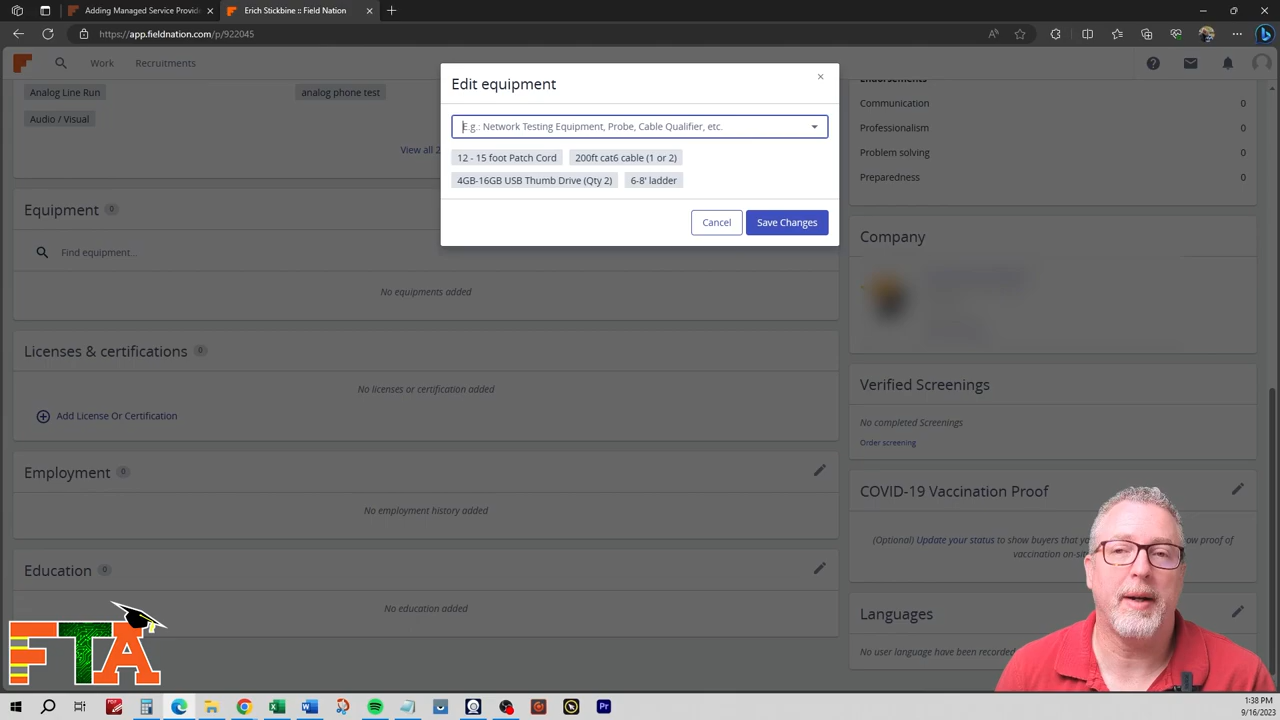 Adding Managed Service Provid
Erich Stickbine :: Field Nation
https://app.fieldnation.com/p/922045
Work
Recruitments
Analog Line Run
analog phone test
Audio / Visual
View all 2
Equipment 0
Find equipment...
No equipments added
Licenses & certifications 0
No licenses or certification added
Add License Or Certification
Employment 0
No employment history added
Education 0
No education added
Edit equipment
E.g.: Network Testing Equipment, Probe, Cable Qualifier, etc.
12 - 15 foot Patch Cord
200ft cat6 cable (1 or 2)
4GB-16GB USB Thumb Drive (Qty 2)
6-8' ladder
Cancel
Save Changes
Endorsements
Communication 0
Professionalism 0
Problem solving 0
Preparedness 0
Company
Verified Screenings
No completed Screenings
Order screening
COVID-19 Vaccination Proof
(Optional) Update your status to show buyers that yo
ow proof of
vaccination on-si
Languages
No user language have been recorded
FTA
1:38 PM
9/16/2023